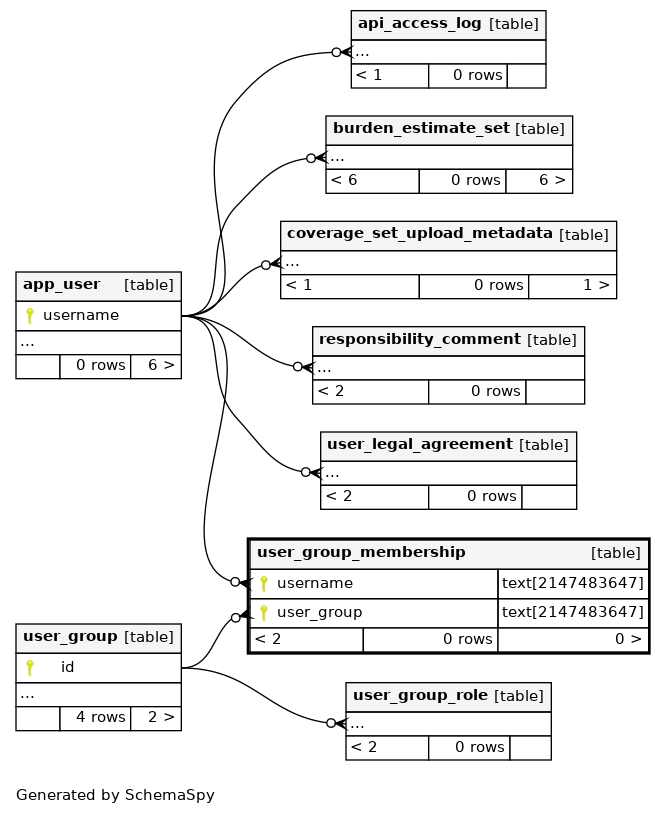 api_access_log [table]
...
< 1 0 rows
burden_estimate_set [table]
...
< 6 0 rows 6 >
coverage_set_upload_metadata [table]
...
< 1 0 rows 1 >
app_user [table]
username
...
0 rows 6 >
responsibility_comment [table]
...
< 2 0 rows
user_legal_agreement [table]
...
< 2 0 rows
user_group_membership [table]
username text[2147483647]
user_group text[2147483647]
< 2 0 rows 0 >
user_group [table]
id
...
4 rows 2 >
user_group_role [table]
...
< 2 0 rows
Generated by SchemaSpy